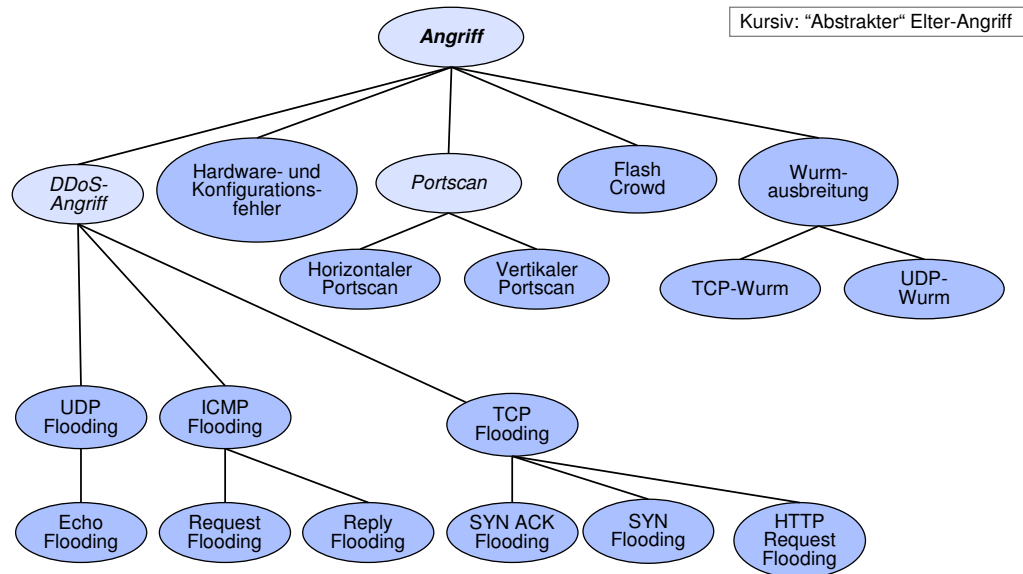 Kursiv: “Abstrakter“ Elter-Angriff
Angriff
DDoS-
Angriff
Hardware- und
Konfigurations-
fehler
Portscan
Flash
Crowd
Wurm-
ausbreitung
Horizontaler
Portscan
Vertikaler
Portscan
TCP-Wurm
UDP-
Wurm
UDP
Flooding
ICMP
Flooding
TCP
Flooding
Echo
Flooding
Request
Flooding
Reply
Flooding
SYN ACK
Flooding
SYN
Flooding
HTTP
Request
Flooding